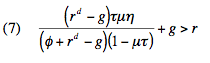 (7) (r^d − g)τμη / (ϕ + r^d − g)(1 − μτ) + g > r